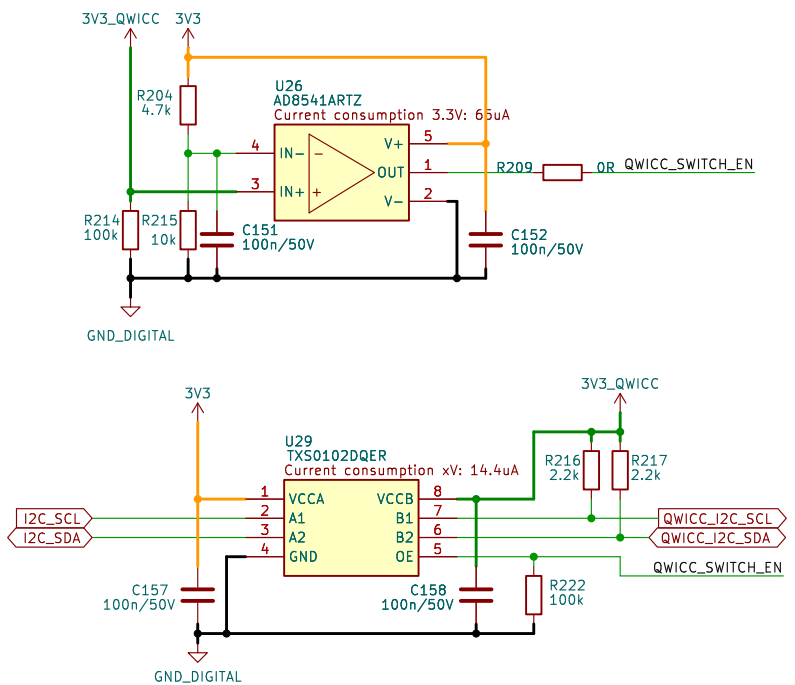 3V3_QWICC
3V3
R204
4.7k
U26
AD8541ARTZ
Current consumption 3.3V: 65uA
4
IN-
-
V+
5
OUT
1
R209
0R
QWICC_SWITCH_EN
3
IN+
+
V-
2
R214
100k
R215
10k
C151
100n/50V
C152
100n/50V
GND_DIGITAL
3V3
3V3_QWICC
U29
TXS0102DQER
Current consumption xV: 14.4uA
R216
2.2k
R217
2.2k
1
VCCA
VCCB
8
I2C_SCL
2
A1
B1
7
QWICC_I2C_SCL
I2C_SDA
3
A2
B2
6
QWICC_I2C_SDA
4
GND
OE
5
QWICC_SWITCH_EN
C157
100n/50V
C158
100n/50V
R222
100k
GND_DIGITAL